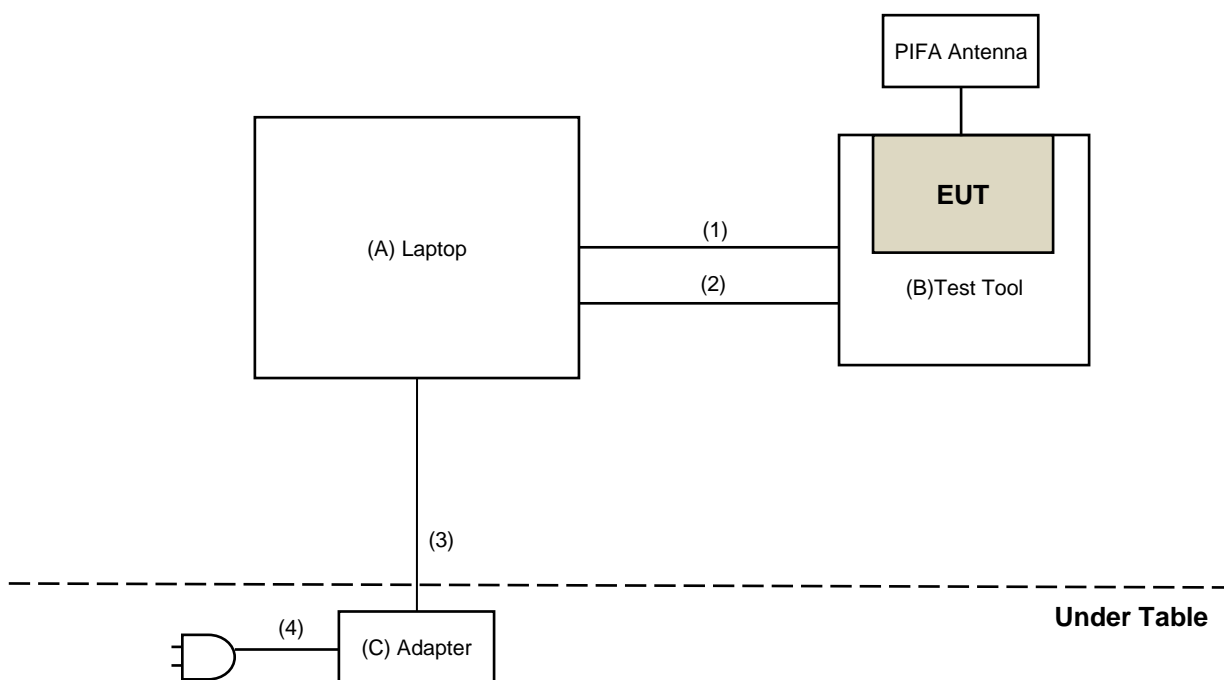 PIFA Antenna
EUT
(A) Laptop
(1)
(2)
(B)Test Tool
(3)
Under Table
(4)
(C) Adapter